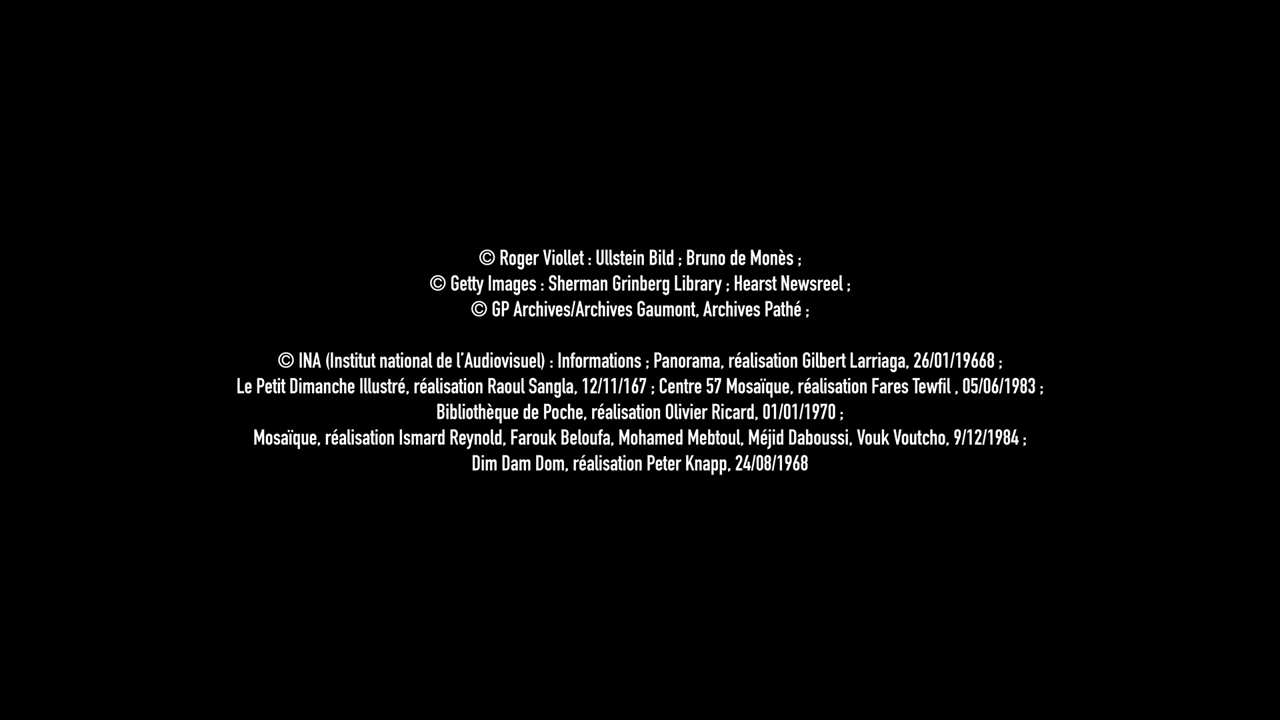 © Roger Viollet : Ullstein Bild ; Bruno de Monès ;
© Getty Images : Sherman Grinberg Library ; Hearst Newsreel ;
© GP Archives/Archives Gaumont, Archives Pathé ;
© INA (Institut national de l’Audiovisuel) : Informations ; Panorama, réalisation Gilbert Larriaga, 26/01/19668 ;
Le Petit Dimanche Illustré, réalisation Raoul Sangla, 12/11/167 ; Centre 57 Mosaïque, réalisation Fares Tewfil , 05/06/1983 ;
Bibliothèque de Poche, réalisation Olivier Ricard, 01/01/1970 ;
Mosaïque, réalisation Ismard Reynold, Farouk Beloufa, Mohamed Mebtoul, Méjid Daboussi, Vouk Voutcho, 9/12/1984 ;
Dim Dam Dom, réalisation Peter Knapp, 24/08/1968